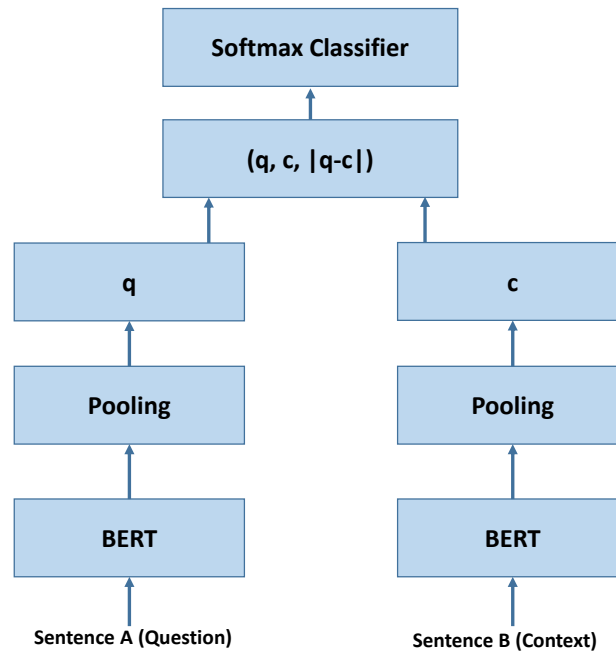 Softmax Classifier
(q, c, |q-c|)
q
c
Pooling
Pooling
BERT
BERT
Sentence A (Question)
Sentence B (Context)